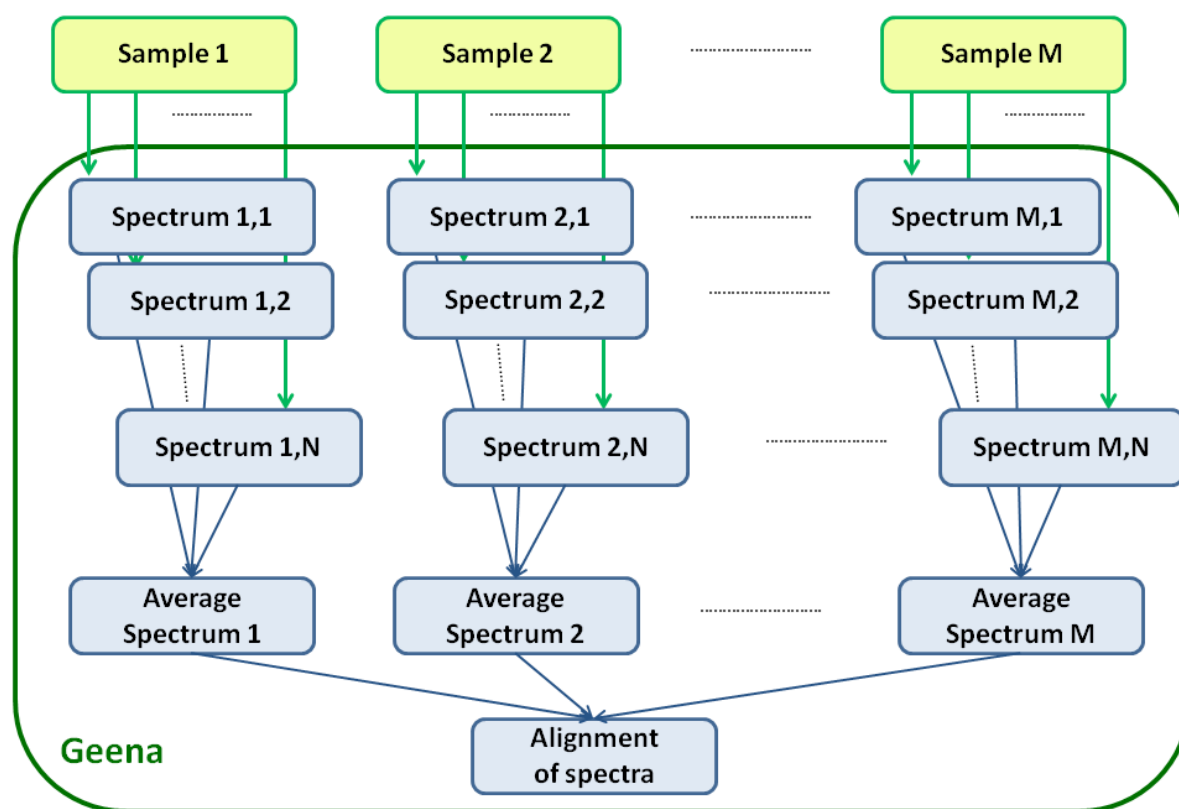 Sample 1
Sample 2
Sample M
Spectrum 1,1
Spectrum 2,1
Spectrum M,1
Spectrum 1,2
Spectrum 2,2
Spectrum M,2
Spectrum 1,N
Spectrum 2,N
Spectrum M,N
Average
Spectrum 1
Average
Spectrum 2
Average
Spectrum M
Alignment
of spectra
Geena